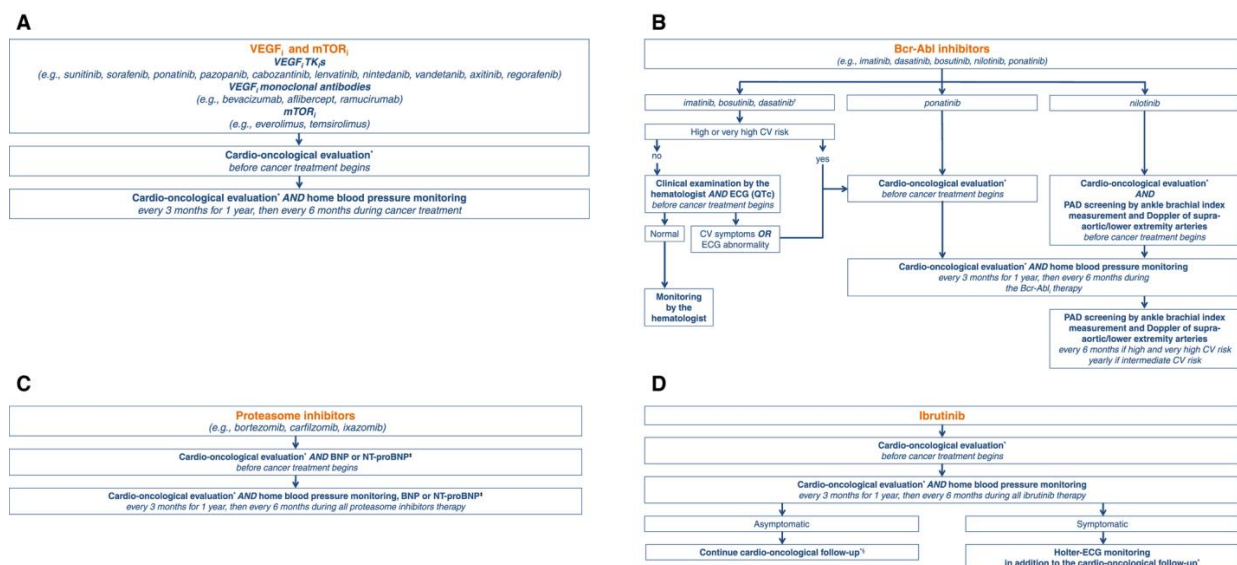 A
VEGFi and mTORi
VEGFi TKIs
(e.g., sunitinib, sorafenib, ponatinib, pazopanib, cabozantinib, lenvatinib, nintedanib, vandetanib, axitinib, regorafenib)
VEGFi monoclonal antibodies
(e.g., bevacizumab, aflibercept, ramucirumab)
mTORi
(e.g., everolimus, temsirolimus)
Cardio-oncological evaluation*
before cancer treatment begins
Cardio-oncological evaluation* AND home blood pressure monitoring
every 3 months for 1 year, then every 6 months during cancer treatment
B
Bcr-Abl inhibitors
(e.g., imatinib, dasatinib, bosutinib, nilotinib, ponatinib)
imatinib, bosutinib, dasatinib†
ponatinib
nilotinib
High or very high CV risk
no
yes
Clinical examination by the
hematologist AND ECG (QTc)
before cancer treatment begins
Normal
CV symptoms OR
ECG abnormality
Monitoring
by the
hematologist
Cardio-oncological evaluation*
before cancer treatment begins
Cardio-oncological evaluation*
AND
PAD screening by ankle brachial index
measurement and Doppler of supra-
aortic/lower extremity arteries
before cancer treatment begins
Cardio-oncological evaluation* AND home blood pressure monitoring
every 3 months for 1 year, then every 6 months during
the Bcr-Abli therapy
PAD screening by ankle brachial index
measurement and Doppler of supra-
aortic/lower extremity arteries
every 6 months if high and very high CV risk
yearly if intermediate CV risk
C
Proteasome inhibitors
(e.g., bortezomib, carfilzomib, ixazomib)
Cardio-oncological evaluation* AND BNP or NT-proBNP‡
before cancer treatment begins
Cardio-oncological evaluation* AND home blood pressure monitoring, BNP or NT-proBNP‡
every 3 months for 1 year, then every 6 months during all proteasome inhibitors therapy
D
Ibrutinib
Cardio-oncological evaluation*
before cancer treatment begins
Cardio-oncological evaluation* AND home blood pressure monitoring
every 3 months for 1 year, then every 6 months during all ibrutinib therapy
Asymptomatic
Symptomatic
Continue cardio-oncological follow-up*§
Holter-ECG monitoring
in addition to the cardio-oncological follow-up*